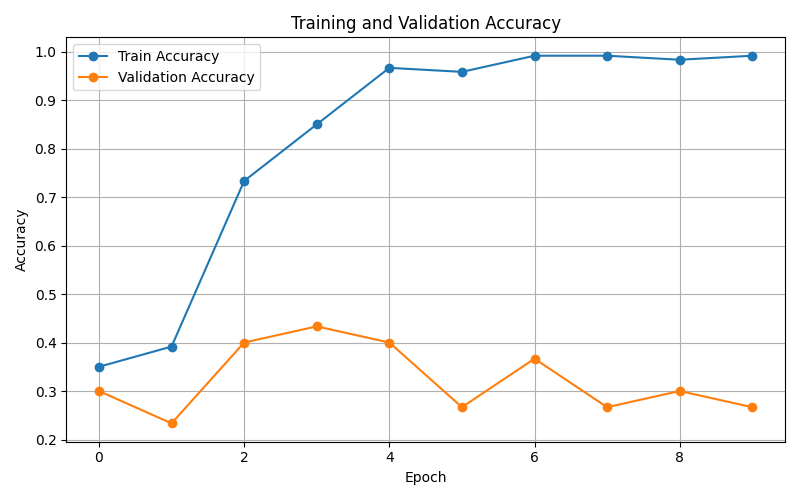 Training and Validation Accuracy
Train Accuracy
Validation Accuracy
1.0
0.9
0.8
0.7
0.6
0.5
0.4
0.3
0.2
Accuracy
0 2 4 6 8
Epoch